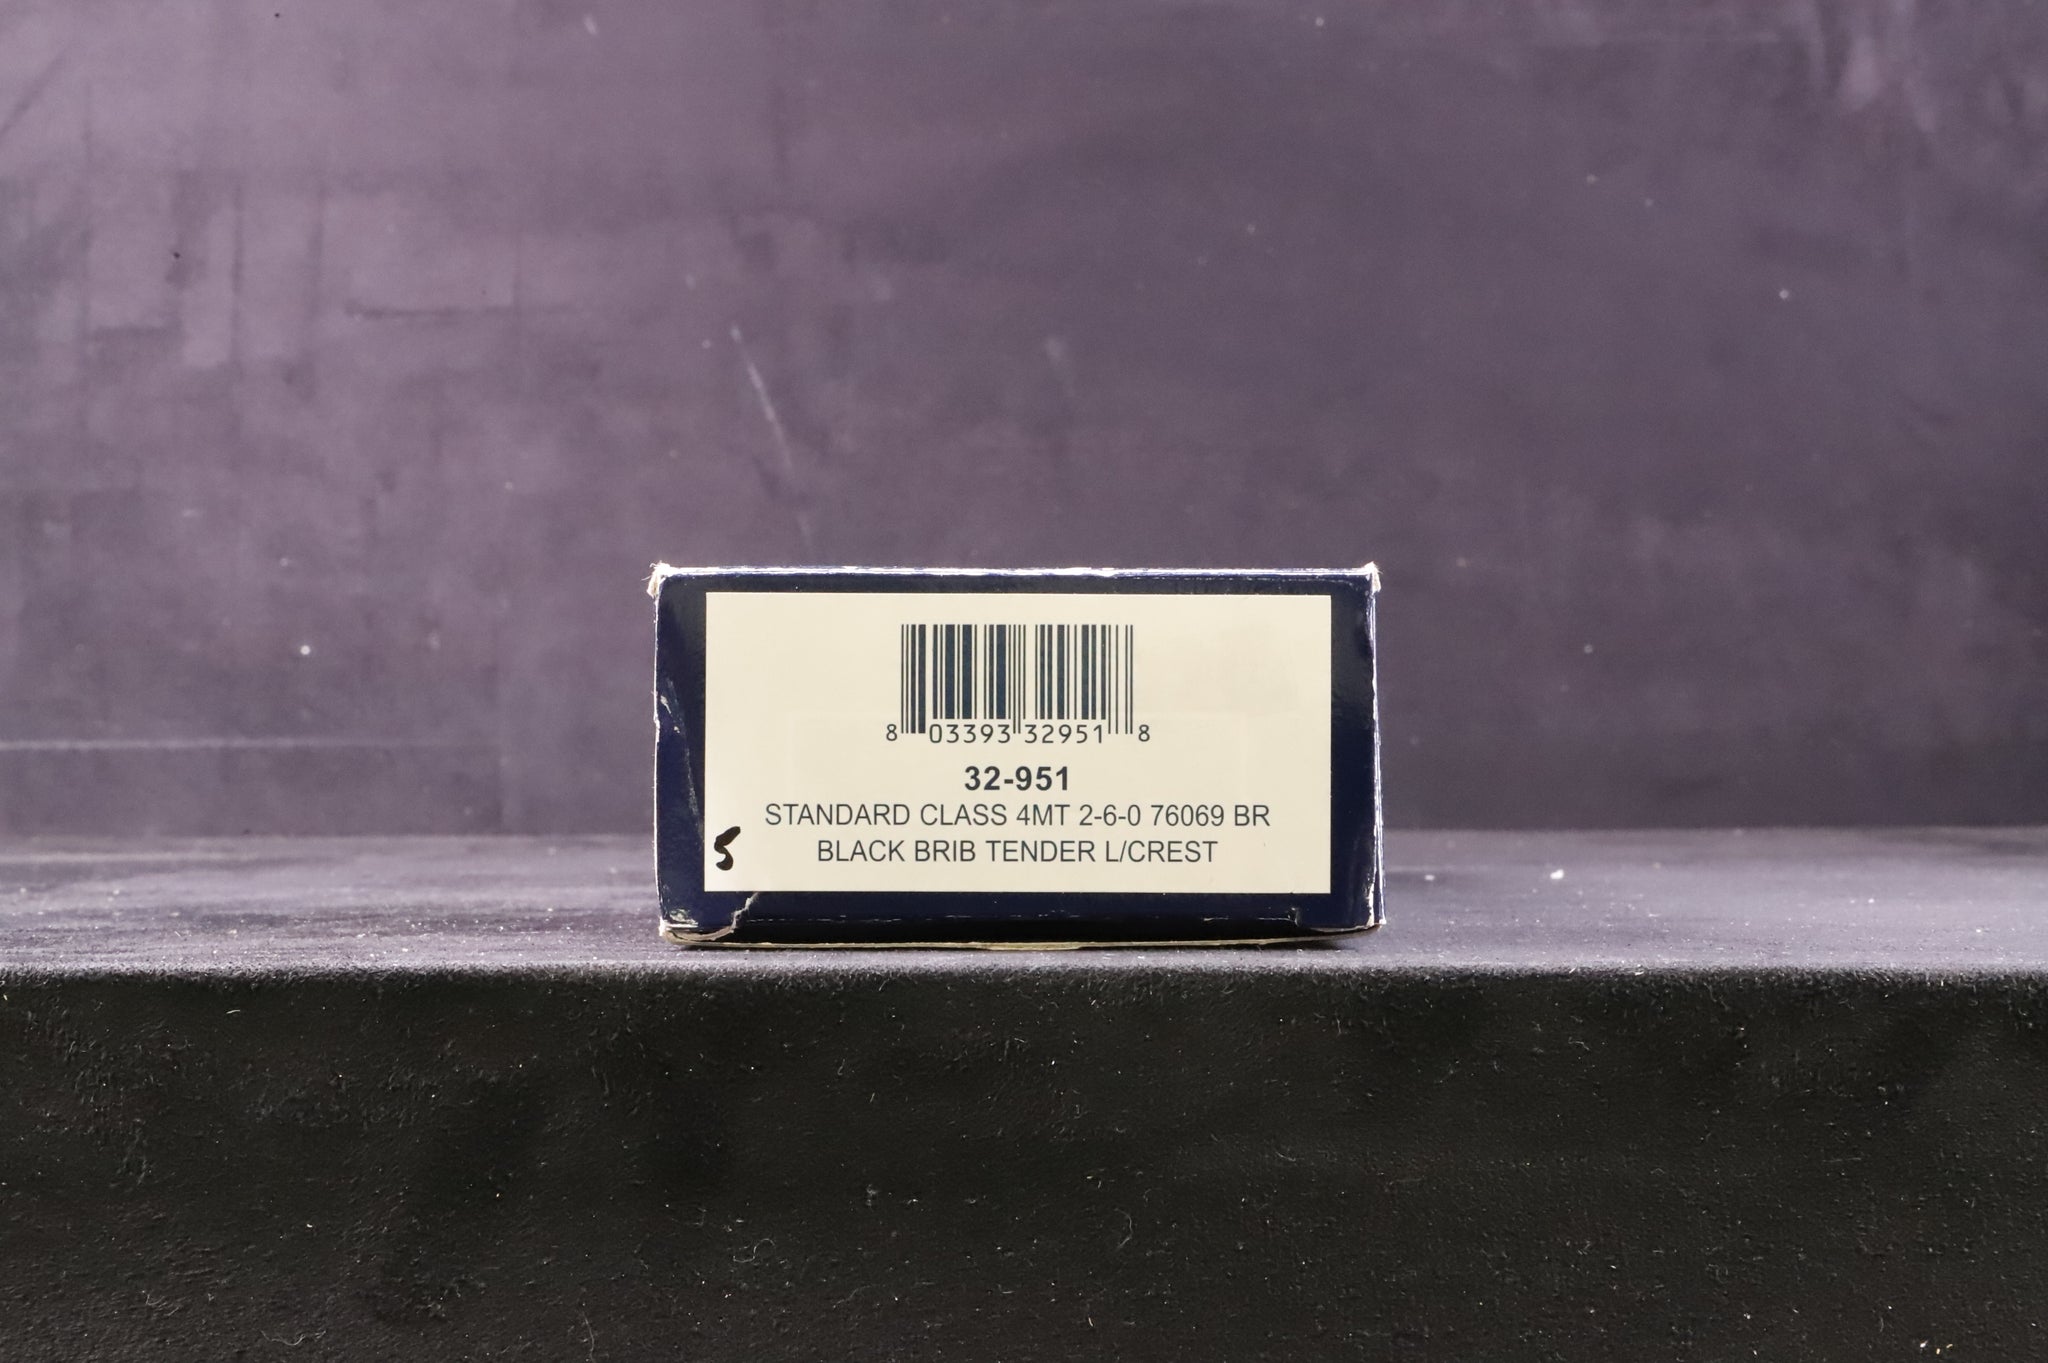 8 03393 32951 8
32-951
STANDARD CLASS 4MT 2-6-0 76069 BR
BLACK BRIB TENDER L/CREST
5